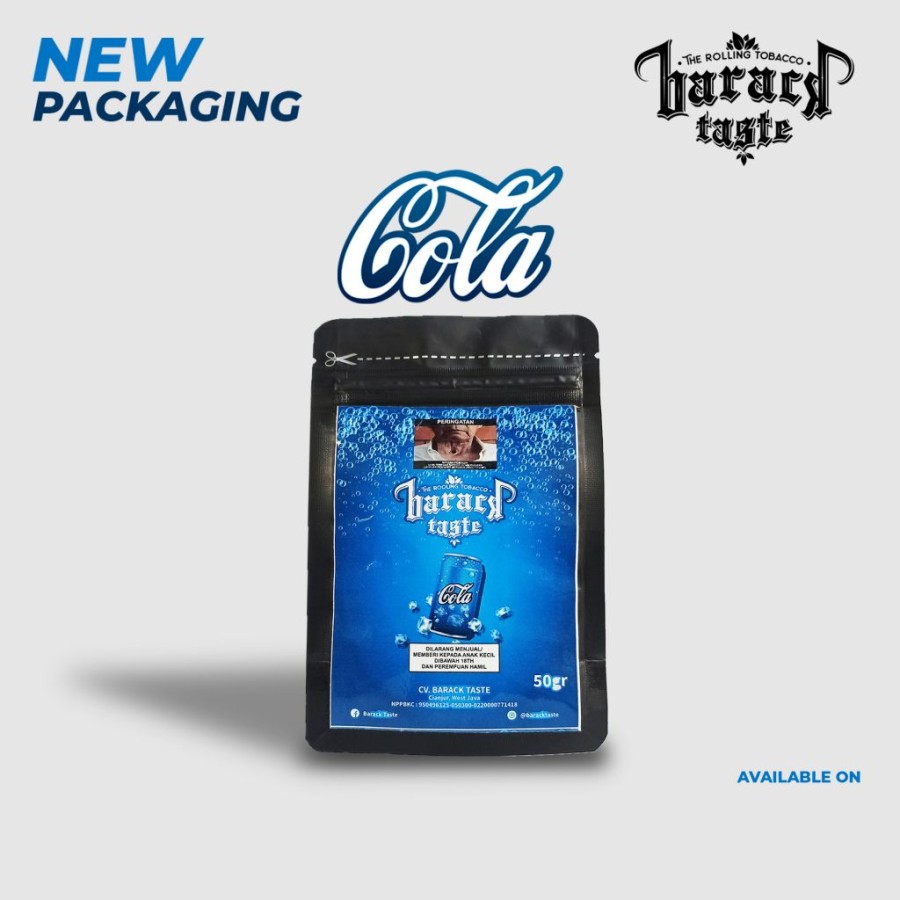 NEW
PACKAGING
THE ROLLING TOBACCO
barack
taste
Cola
PERINGATAN
THE ROOLING TOBACCO
barack
taste
Cola
DILARANG MENJUAL/
MEMBERI KEPADA ANAK KECIL
DIBAWAH 18TH
DAN PEREMPUAN HAMIL
50gr
CV. BARACK TASTE
Cianjur, West Java
Barack Taste
@baracktaste
AVAILABLE ON